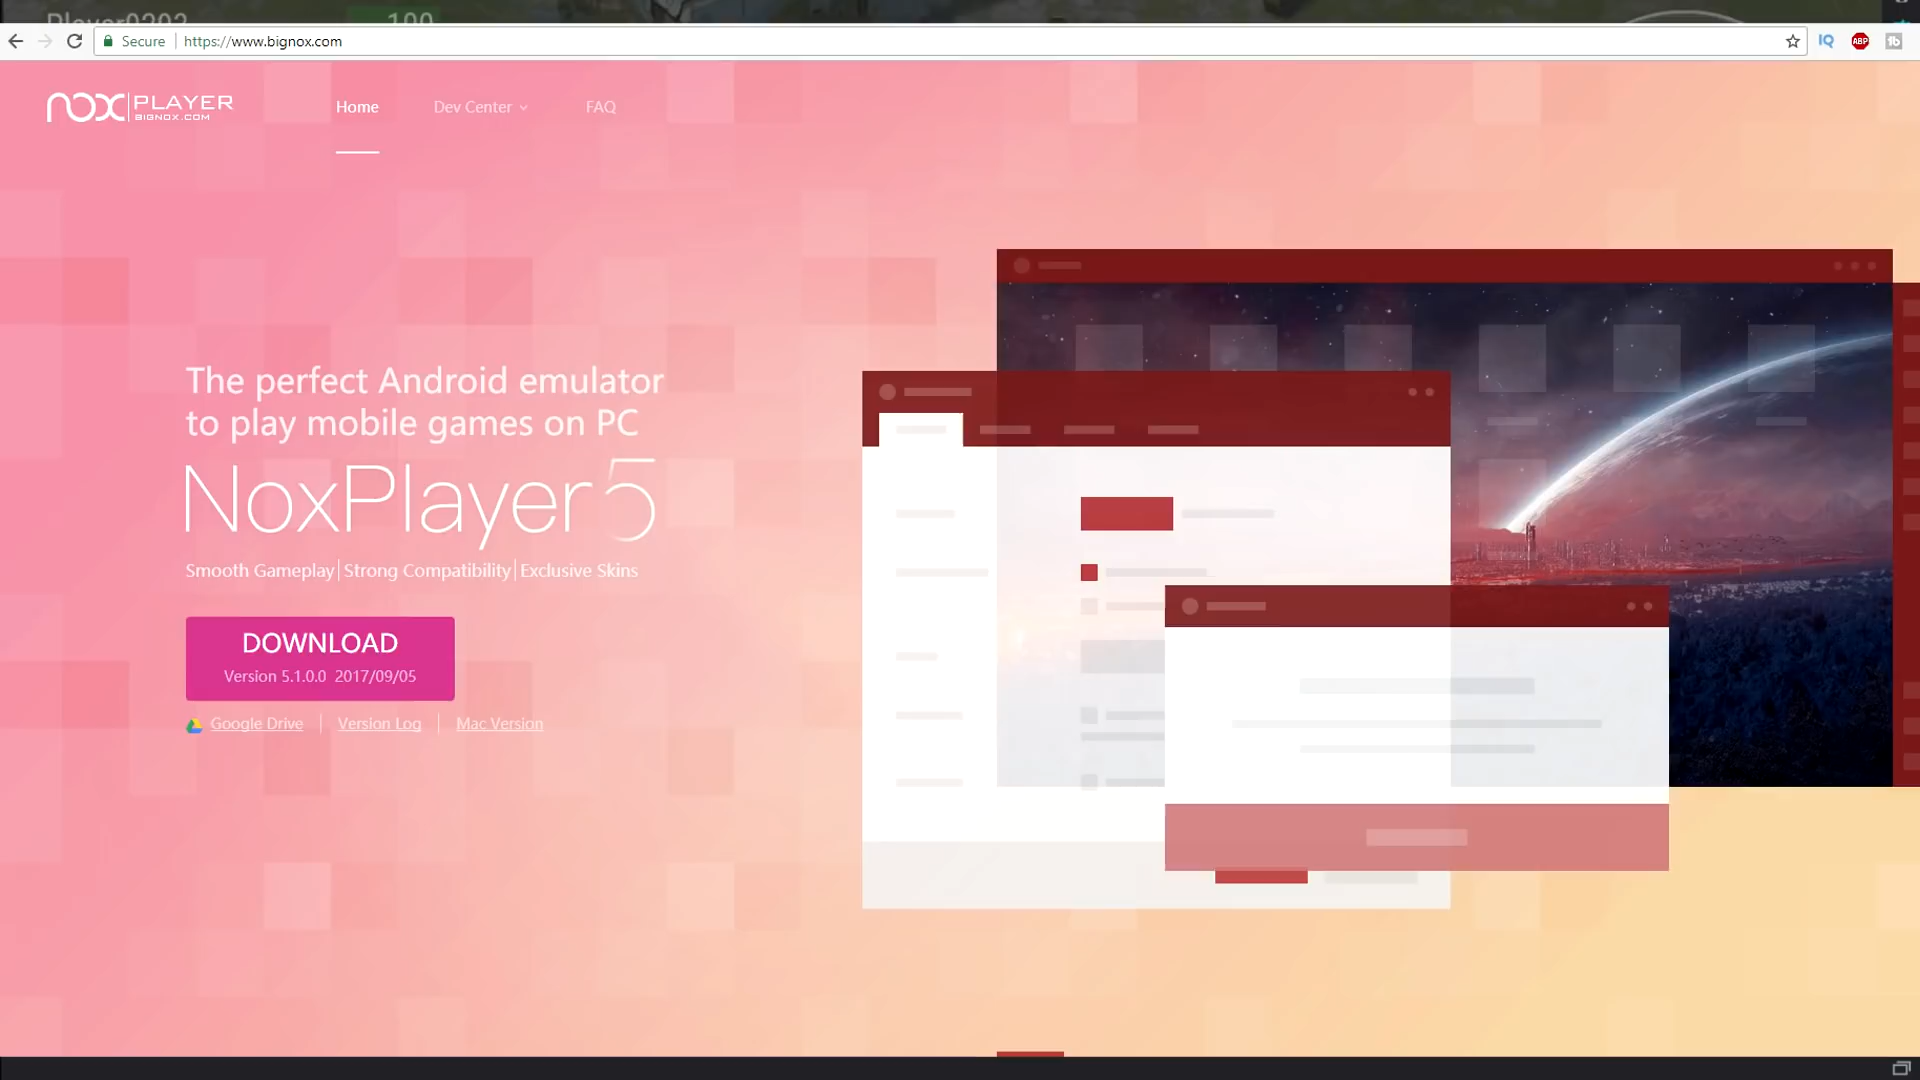 Player0292
100
Secure
https://www.bignox.com
IQ
ABP
nox PLAYER
BIGNOX.COM
Home
Dev Center
FAQ
The perfect Android emulator
to play mobile games on PC
NoxPlayer5
Smooth Gameplay|Strong Compatibility|Exclusive Skins
DOWNLOAD
Version 5.1.0.0 2017/09/05
Google Drive
Version Log
Mac Version